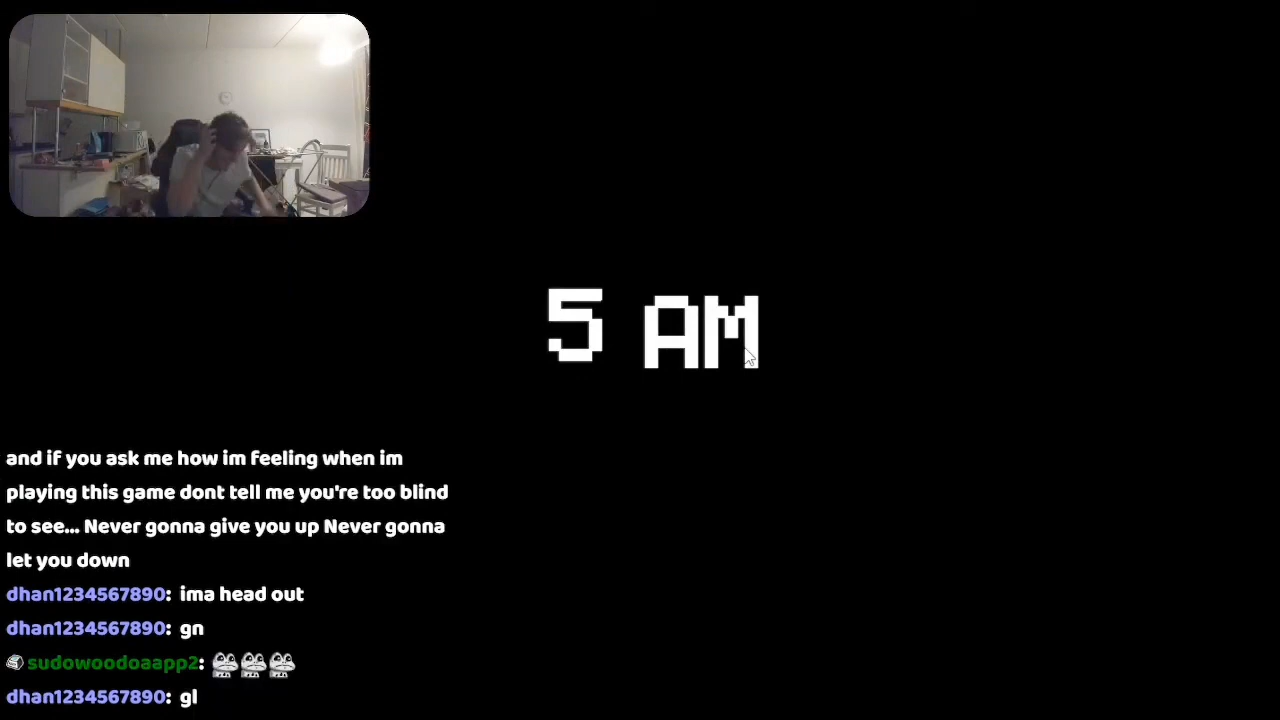 5 AM
and if you ask me how im feeling when im
playing this game dont tell me you're too blind
to see... Never gonna give you up Never gonna
let you down
dhan1234567890: ima head out
dhan1234567890: gn
sudowoodoaapp2:
dhan1234567890: gl